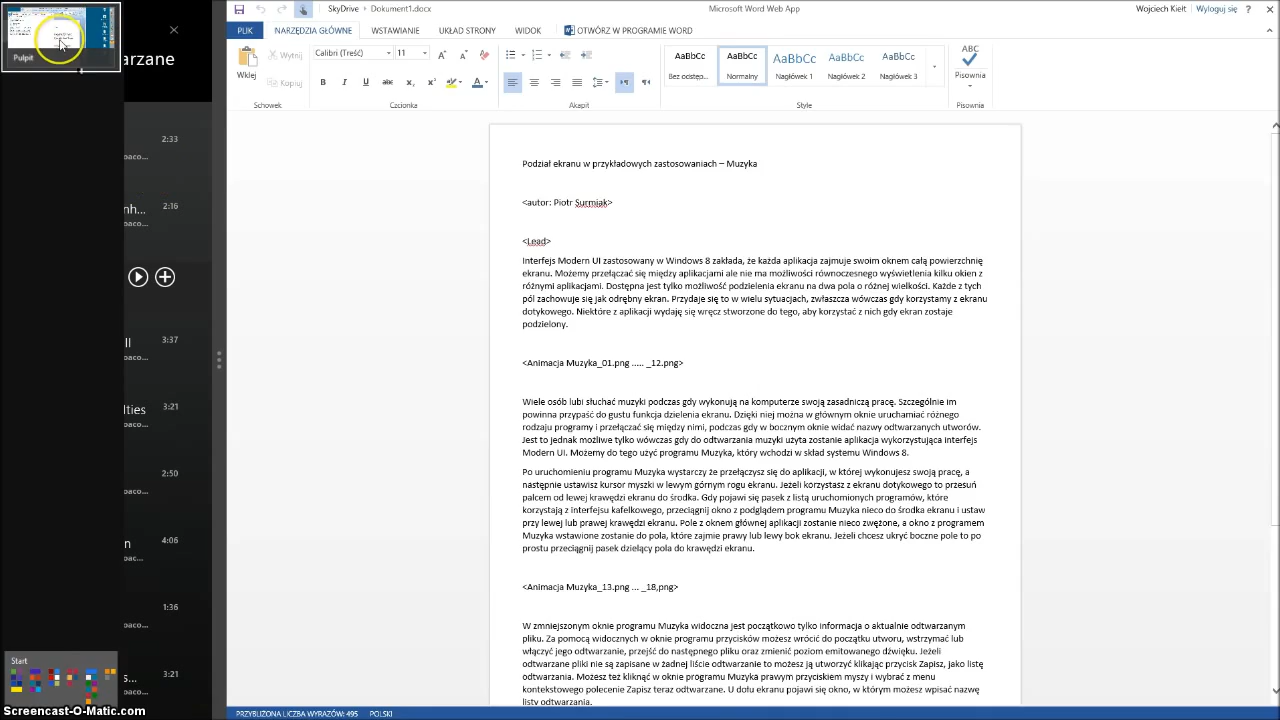 SkyDrive
Dokument1.docx
Microsoft Word Web App
Wojciech Kielt
Wyloguj się
?
PLIK
NARZĘDZIA GŁÓWNE
WSTAWIANIE
UKŁAD STRONY
WIDOK
OTWÓRZ W PROGRAMIE WORD
Wklej
Wytnij
Kopiuj
Schowek
Calibri (Treść)
11
B
I
U
abc
Czcionka
Akapit
AaBbCc
Bez odstęp...
AaBbCc
Normalny
AaBbCc
Nagłówek 1
AaBbCc
Nagłówek 2
AaBbCc
Nagłówek 3
Style
ABC
Pisownia
Pisownia
Pulpit
arzane
2:33
oaco...
nh...
2:16
oaco...
ll
3:37
oaco...
lties
3:21
oaco...
2:50
oaco...
n
4:06
oac...
1:36
oaco...
s...
3:21
oaco...
Start
Podział ekranu w przykładowych zastosowaniach – Muzyka
<autor: Piotr Surmiak>
<Lead>
Interfejs Modern UI zastosowany w Windows 8 zakłada, że każda aplikacja zajmuje swoim oknem całą powierzchnię
ekranu. Możemy przełączać się między aplikacjami ale nie ma możliwości równoczesnego wyświetlenia kilku okien z
różnymi aplikacjami. Dostępna jest tylko możliwość podzielenia ekranu na dwa pola o różnej wielkości. Każde z tych
pól zachowuje się jak odrębny ekran. Przydaje się to w wielu sytuacjach, zwłaszcza wówczas gdy korzystamy z ekranu
dotykowego. Niektóre z aplikacji wydaję się wręcz stworzone do tego, aby korzystać z nich gdy ekran zostaje
podzielony.
<Animacja Muzyka_01.png ..... _12.png>
Wiele osób lubi słuchać muzyki podczas gdy wykonują na komputerze swoją zasadniczą pracę. Szczególnie im
powinna przypaść do gustu funkcja dzielenia ekranu. Dzięki niej można w głównym oknie uruchamiać różnego
rodzaju programy i przełączać się między nimi, podczas gdy w bocznym oknie widać nazwy odtwarzanych utworów.
Jest to jednak możliwe tylko wówczas gdy do odtwarzania muzyki użyta zostanie aplikacja wykorzystująca interfejs
Modern UI. Możemy do tego użyć programu Muzyka, który wchodzi w skład systemu Windows 8.
Po uruchomieniu programu Muzyka wystarczy że przełączysz się do aplikacji, w której wykonujesz swoją pracę, a
następnie ustawisz kursor myszki w lewym górnym rogu ekranu. Jeżeli korzystasz z ekranu dotykowego to przesuń
palcem od lewej krawędzi ekranu do środka. Gdy pojawi się pasek z listą uruchomionych programów, które
korzystają z interfejsu kafelkowego, przeciągnij okno z podglądem programu Muzyka nieco do środka ekranu i ustaw
przy lewej lub prawej krawędzi ekranu. Pole z oknem głównej aplikacji zostanie nieco zwężone, a okno z programem
Muzyka wstawione zostanie do pola, które zajmie prawy lub lewy bok ekranu. Jeżeli chcesz ukryć boczne pole to po
prostu przeciągnij pasek dzielący pola do krawędzi ekranu.
<Animacja Muzyka_13.png ... _18,png>
W zmniejszonym oknie programu Muzyka widoczna jest początkowo tylko informacja o aktualnie odtwarzanym
pliku. Za pomocą widocznych w oknie programu przycisków możesz wrócić do początku utworu, wstrzymać lub
włączyć jego odtwarzanie, przejść do następnego pliku oraz zmienić poziom emitowanego dźwięku. Jeżeli
odtwarzane pliki nie są zapisane w żadnej liście odtwarzanie to możesz ją utworzyć klikając przycisk Zapisz, jako listę
odtwarzania. Możesz też kliknąć w oknie programu Muzyka prawym przyciskiem myszy i wybrać z menu
kontekstowego polecenie Zapisz teraz odtwarzane. U dołu ekranu pojawi się okno, w którym możesz wpisać nazwę
listy odtwarzania.
PRZYBLIŻONA LICZBA WYRAZÓW: 495
POLSKI
Screencast-O-Matic.com